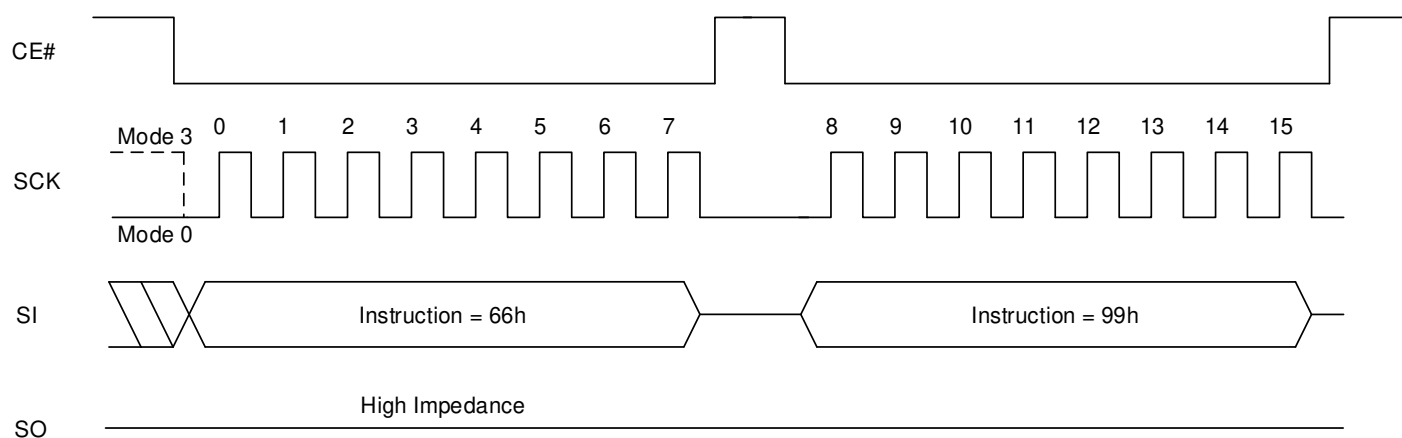 CE#
Mode 3 0 1 2 3 4 5 6 7 8 9 10 11 12 13 14 15
SCK
Mode 0
SI Instruction = 66h Instruction = 99h
High Impedance
SO